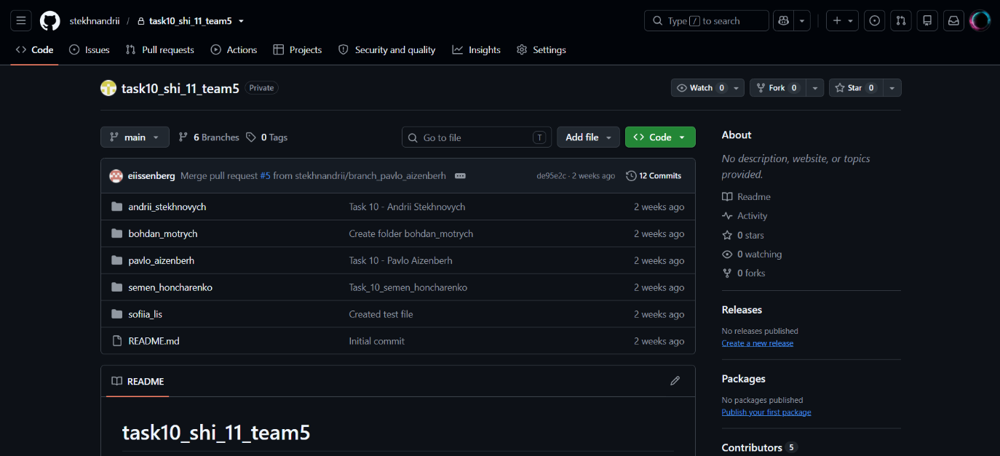 stekhnandrii / task10_shi_11_team5
Type / to search
Code Issues Pull requests Actions Projects Security and quality Insights Settings
task10_shi_11_team5 Private
Watch 0 Fork 0 Star 0
main 6 Branches 0 Tags Go to file T Add file Code
eiissenberg Merge pull request #5 from stekhnandrii/branch_pavlo_aizenberh de95e2c · 2 weeks ago 12 Commits
andrii_stekhnovych Task 10 - Andrii Stekhnovych 2 weeks ago
bohdan_motrych Create folder bohdan_motrych 2 weeks ago
pavlo_aizenberh Task 10 - Pavlo Aizenberh 2 weeks ago
semen_honcharenko Task_10_semen_honcharenko 2 weeks ago
sofiia_lis Created test file 2 weeks ago
README.md Initial commit 2 weeks ago
README
task10_shi_11_team5
About
No description, website, or topics
provided.
Readme
Activity
0 stars
0 watching
0 forks
Releases
No releases published
Create a new release
Packages
No packages published
Publish your first package
Contributors 5